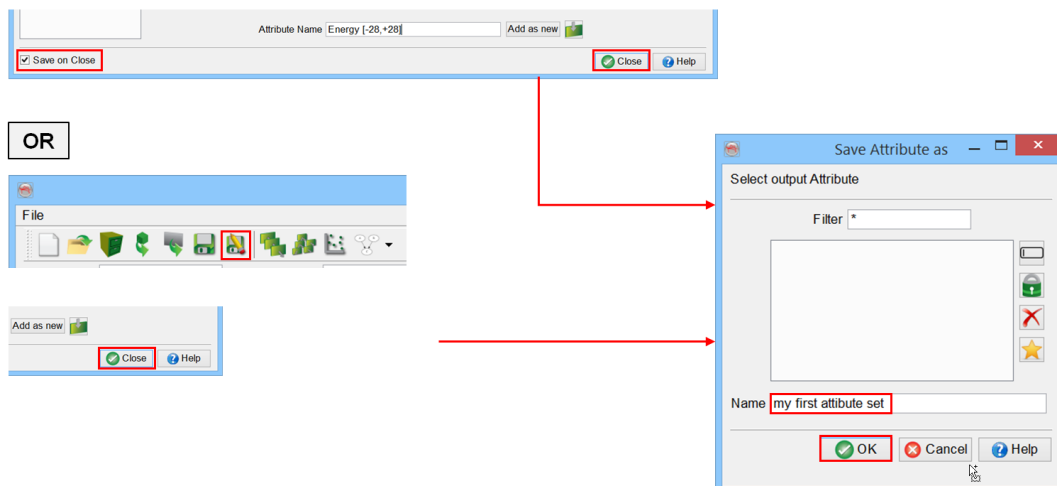 Attribute Name Energy [-28,+28] Add as new
Save on Close Close Help
OR
File
Add as new
Close Help
Save Attribute as
Select output Attribute
Filter *
Name my first attibute set
OK Cancel Help